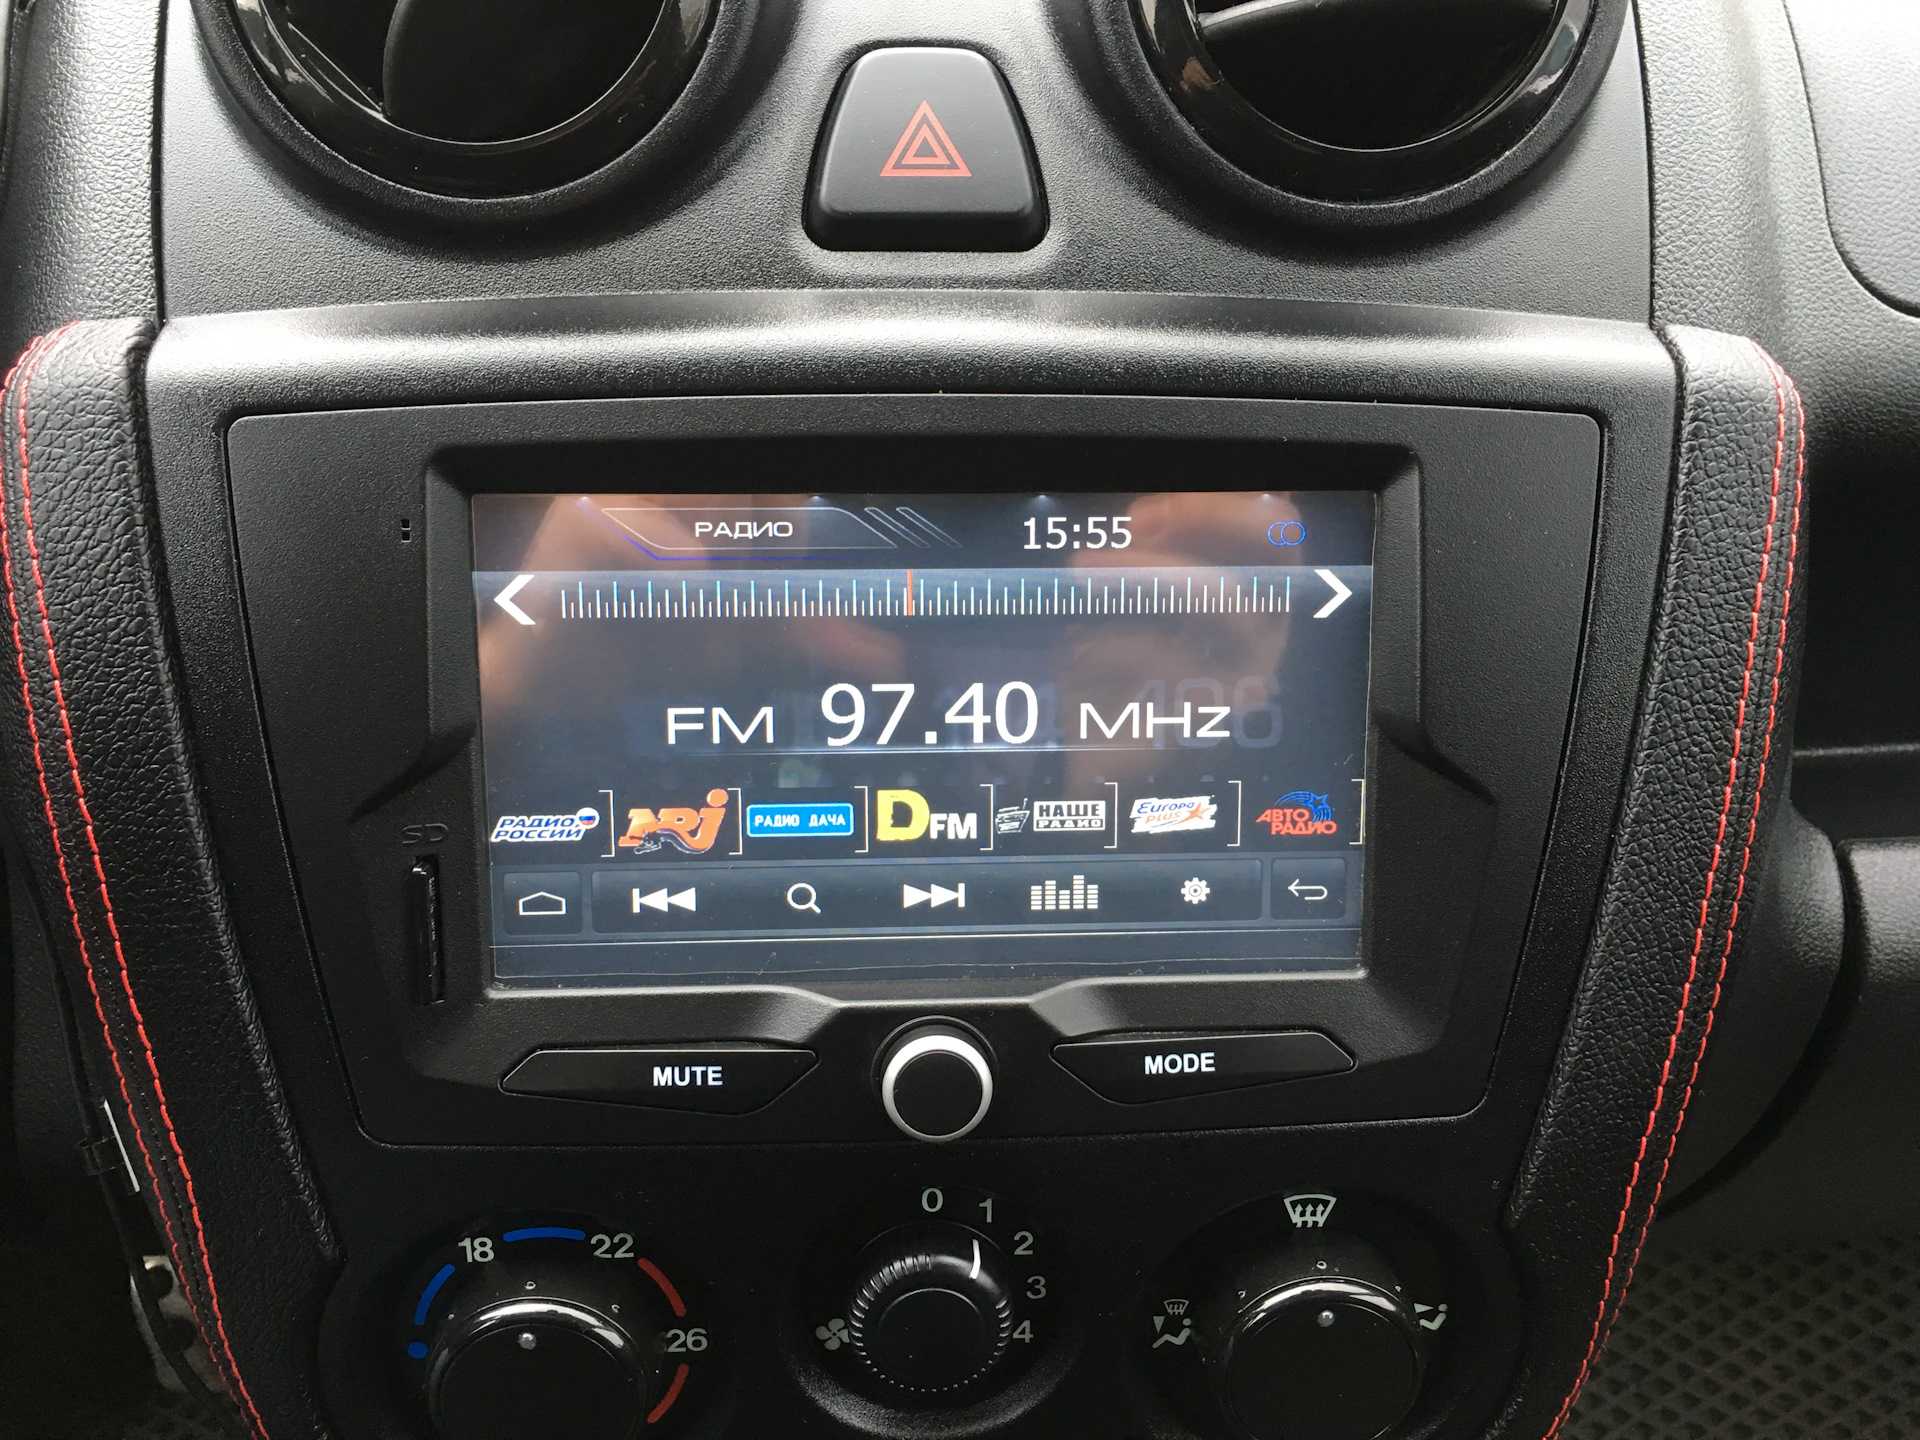 РАДИО 15:55
FM 97.40 MHz
РАДИО РОССИИ
NRJ
РАДИО ДАЧА
DFM
НАШЕ РАДИО
Europa PLUS
АВТО РАДИО
SD
MUTE MODE
0
1
18 22 2
3
26 4